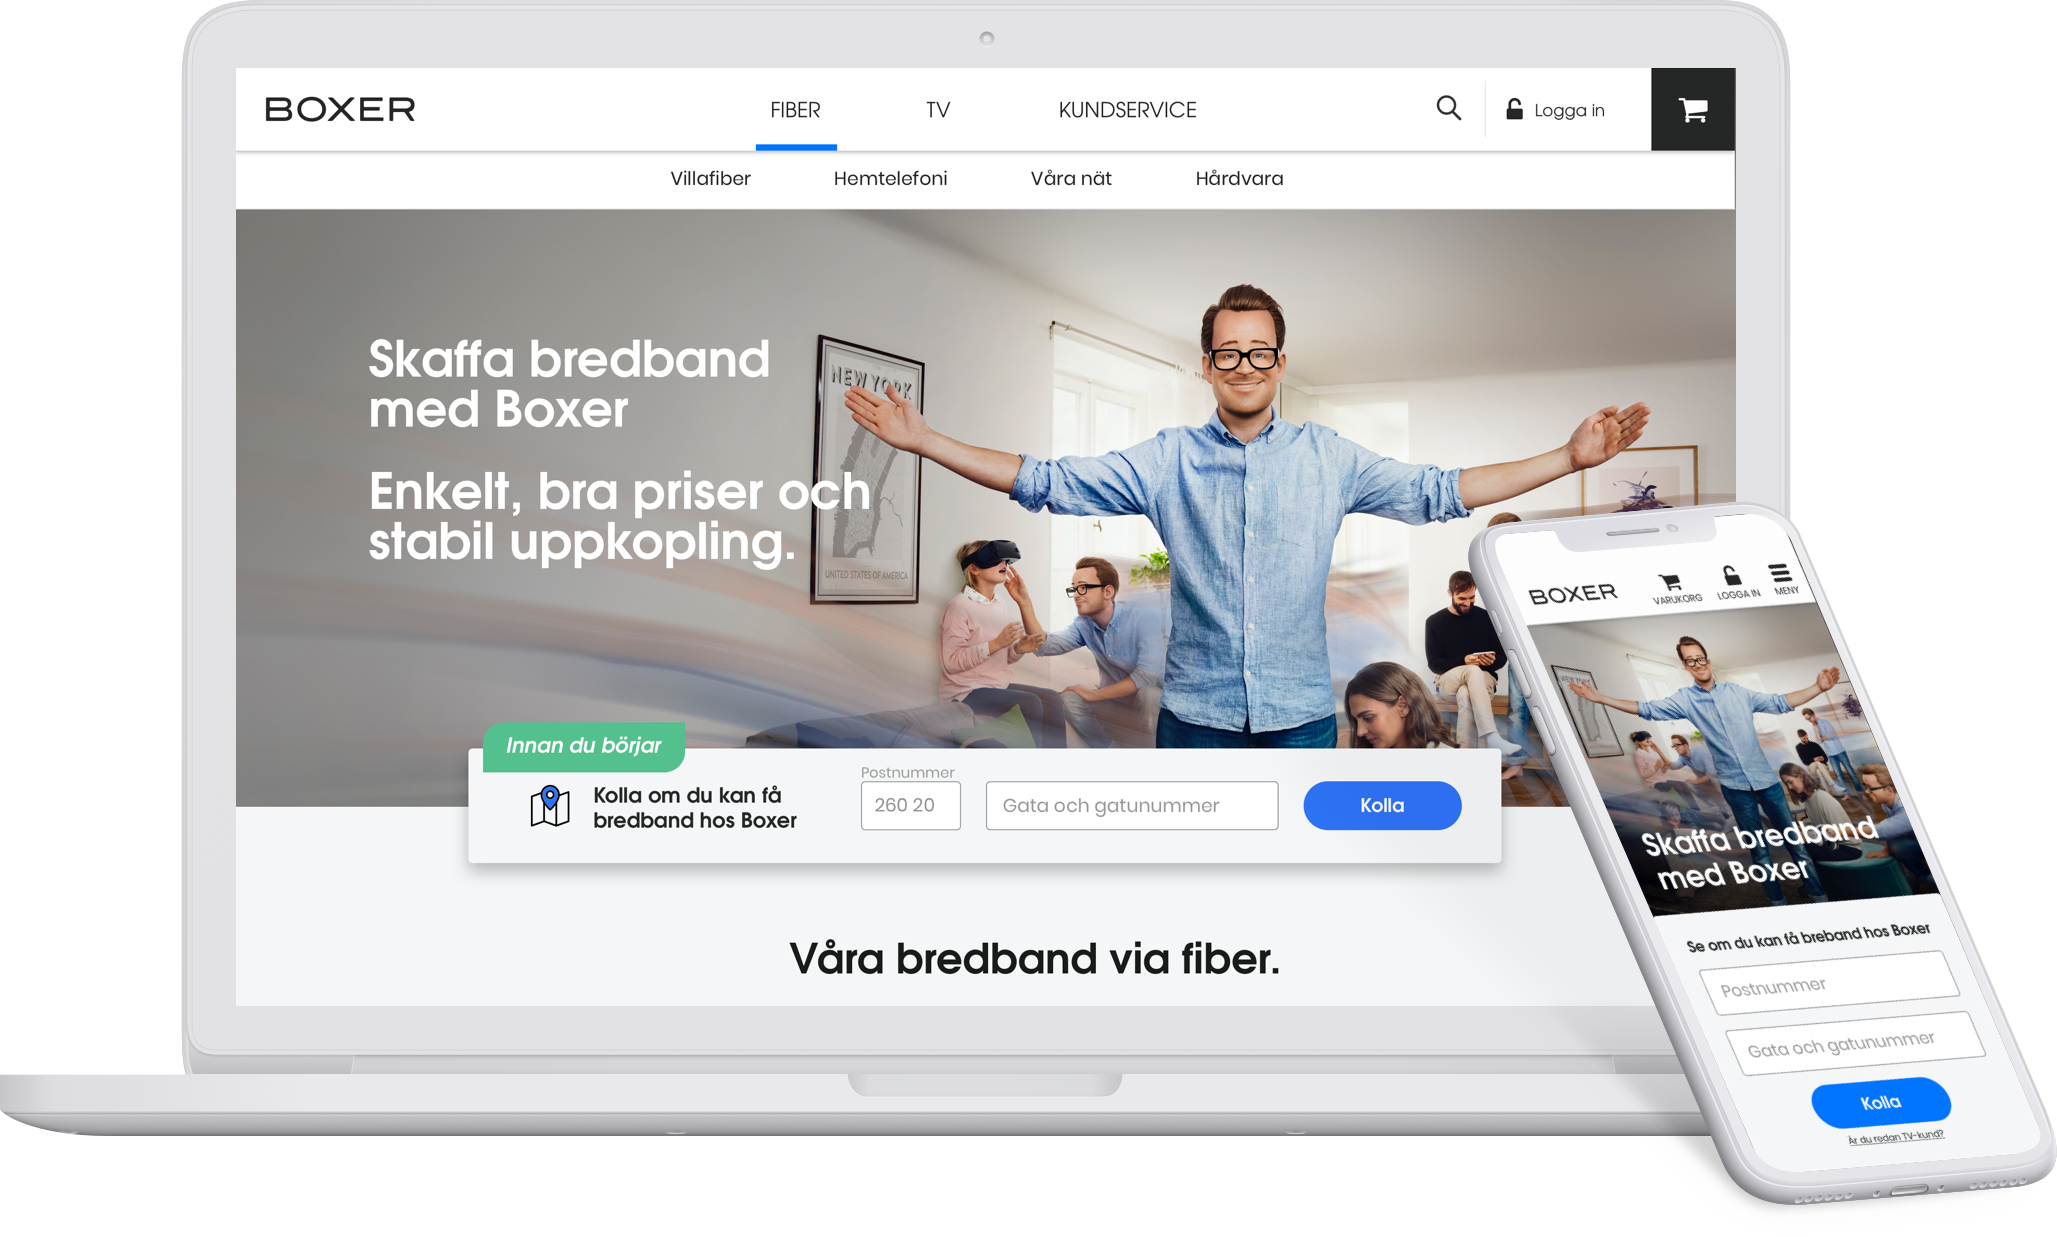 BOXER
FIBER
TV
KUNDSERVICE
Logga in
Villafiber
Hemtelefoni
Våra nät
Hårdvara
Skaffa bredband
med Boxer
Enkelt, bra priser och
stabil uppkopling.
NEW YORK
UNITED STATES OF AMERICA
Innan du börjar
Kolla om du kan få
bredband hos Boxer
Postnummer
260 20
Gata och gatunummer
Kolla
Våra bredband via fiber.
BOXER
VARUKORG
LOGGA IN
MENY
Skaffa bredband
med Boxer
Se om du kan få breband hos Boxer
Postnummer
Gata och gatunummer
Kolla
Är du redan TV-kund?